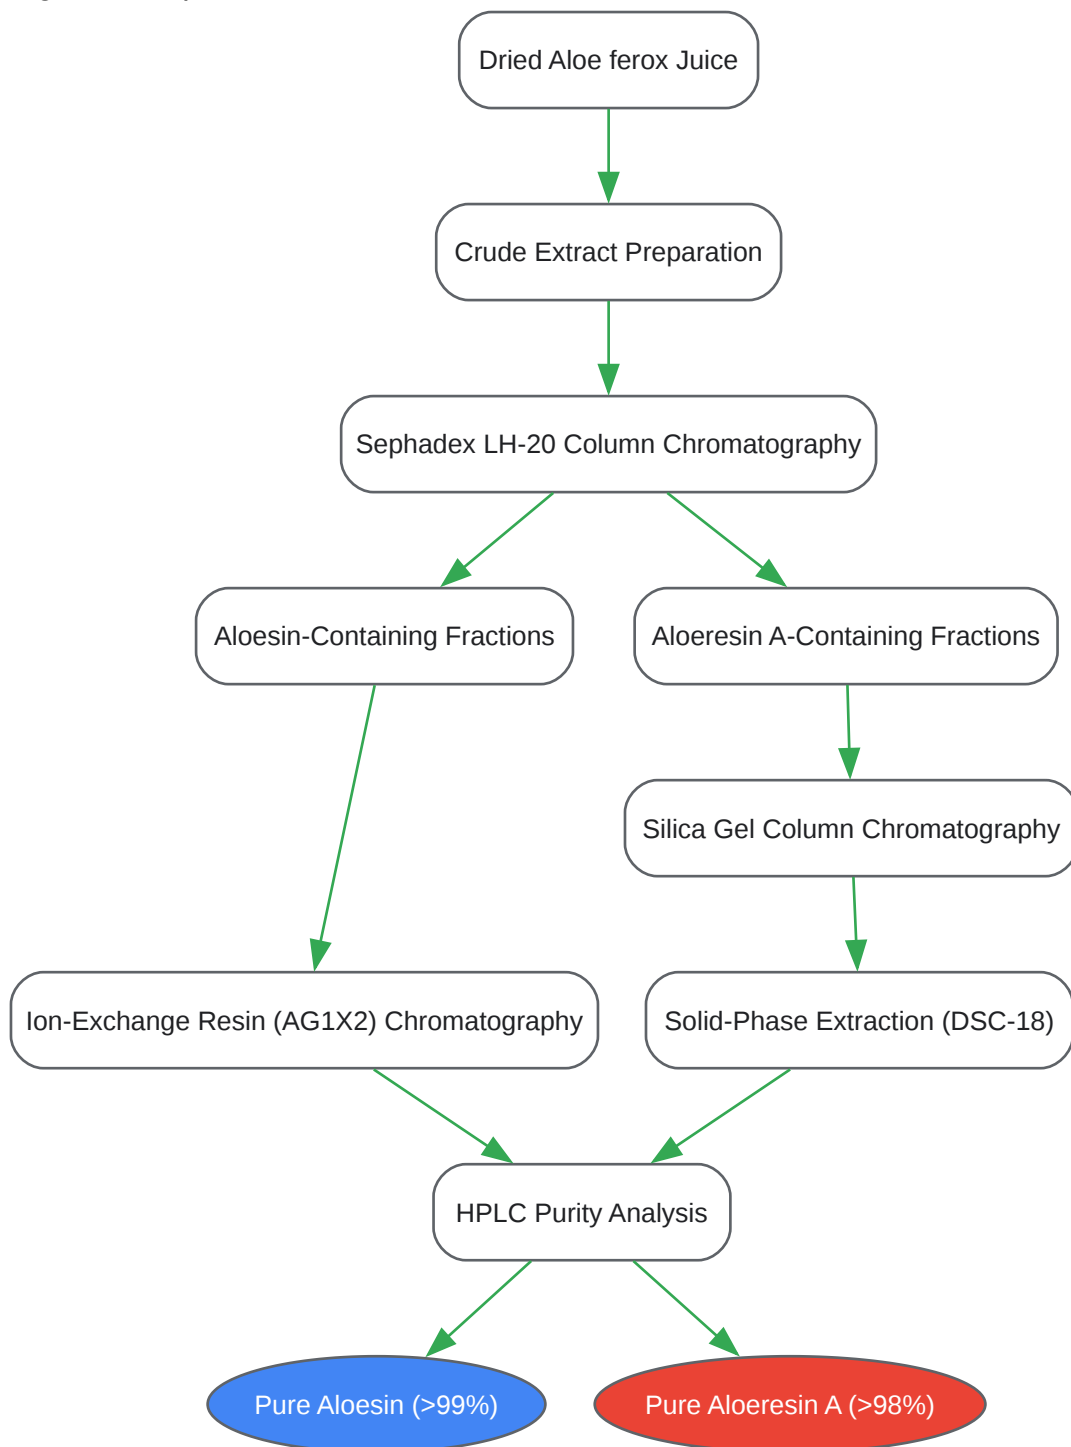 Dried Aloe ferox Juice
Crude Extract Preparation
Sephadex LH-20 Column Chromatography
Aloesin-Containing Fractions
Aloeresin A-Containing Fractions
Silica Gel Column Chromatography
Ion-Exchange Resin (AG1X2) Chromatography
Solid-Phase Extraction (DSC-18)
HPLC Purity Analysis
Pure Aloesin (>99%)
Pure Aloeresin A (>98%)